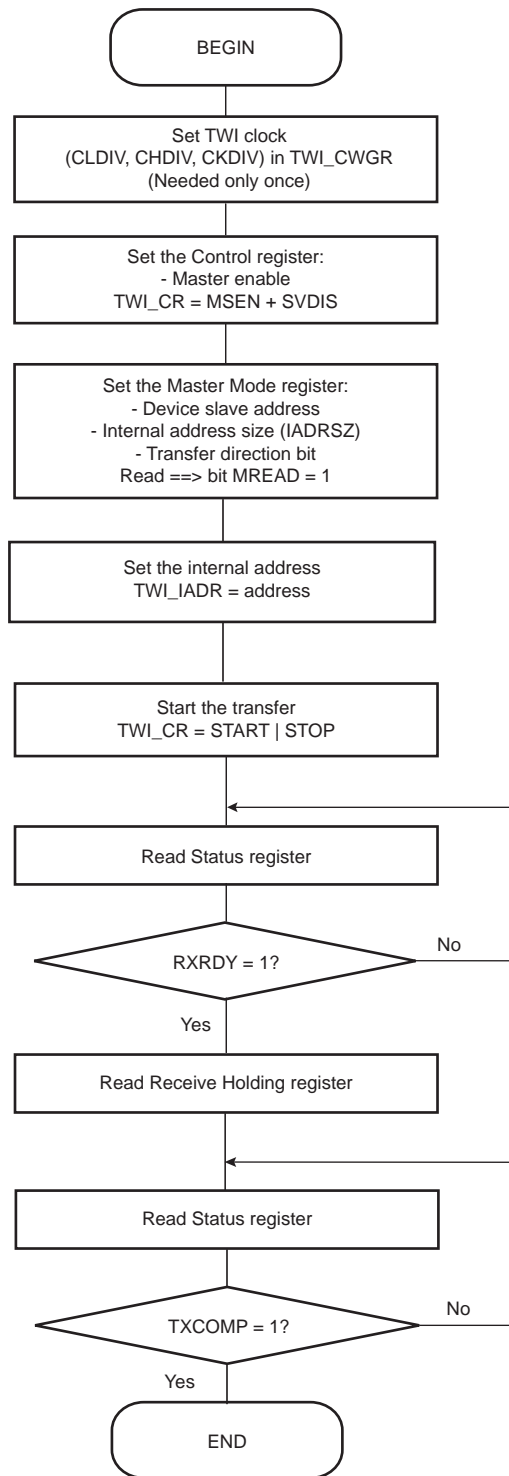 BEGIN
Set TWI clock
(CLDIV, CHDIV, CKDIV) in TWI_CWGR
(Needed only once)
Set the Control register:
- Master enable
TWI_CR = MSEN + SVDIS
Set the Master Mode register:
- Device slave address
- Internal address size (IADRSZ)
- Transfer direction bit
Read ==> bit MREAD = 1
Set the internal address
TWI_IADR = address
Start the transfer
TWI_CR = START | STOP
Read Status register
RXRDY = 1?
No
Yes
Read Receive Holding register
Read Status register
TXCOMP = 1?
No
Yes
END